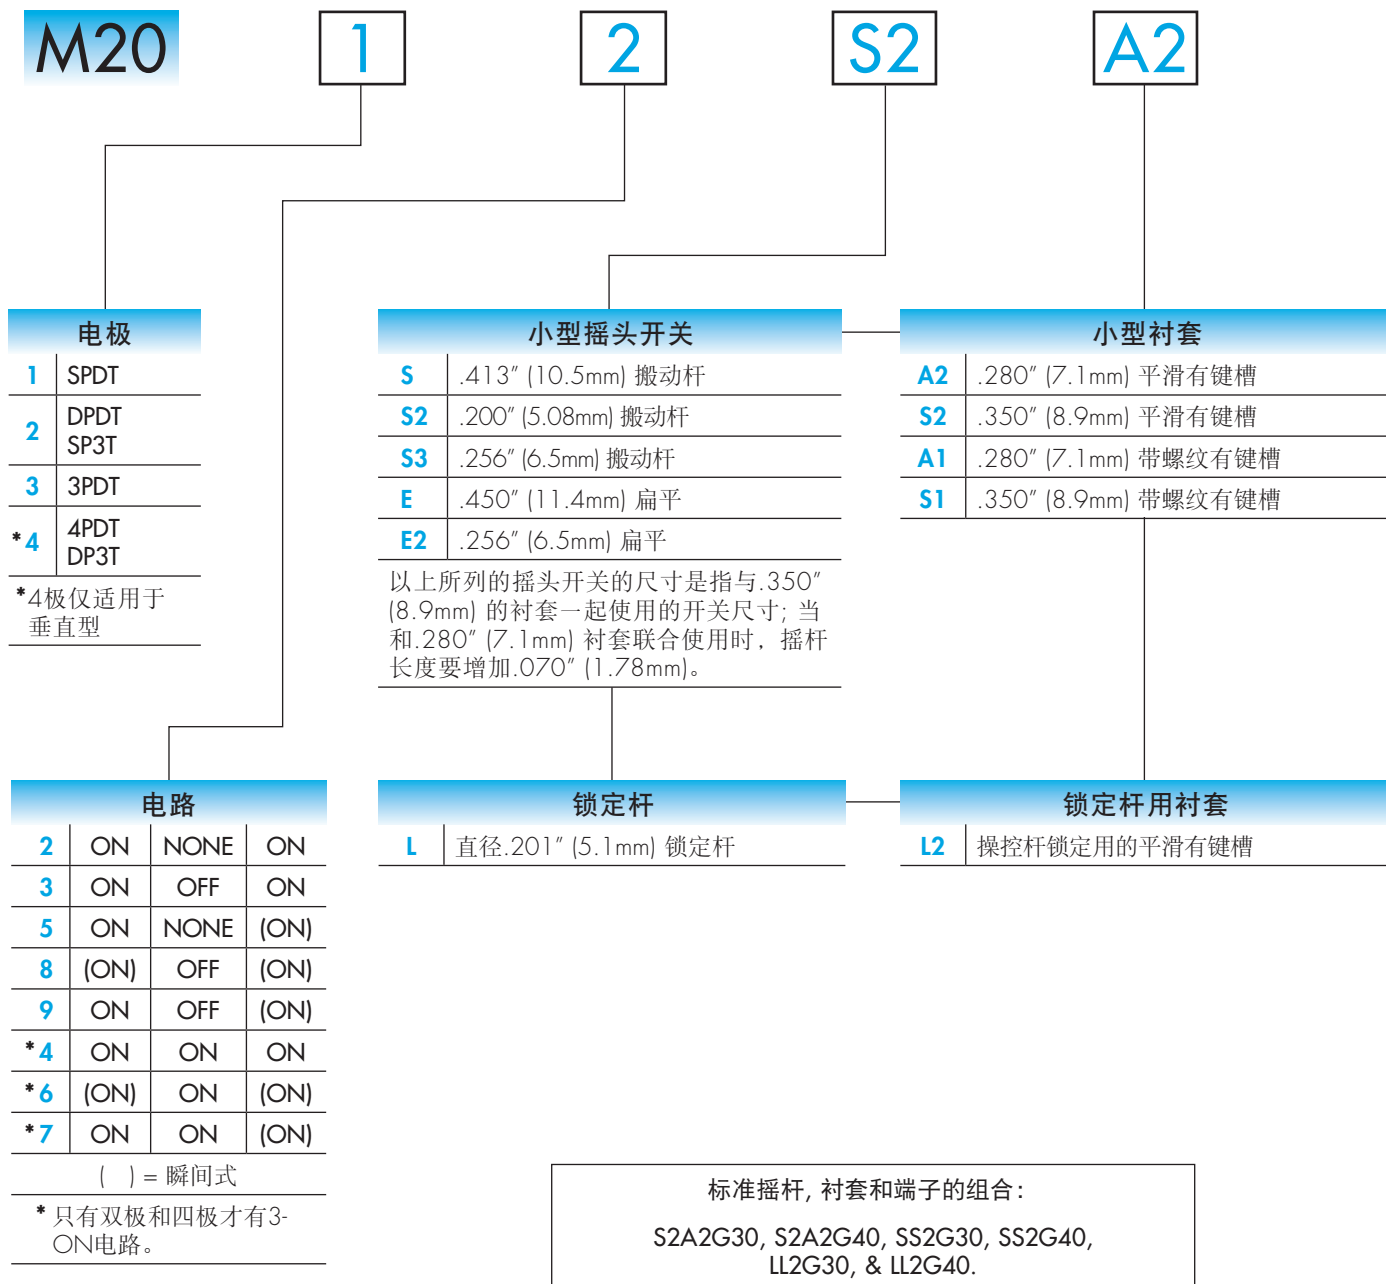 M20 1 2 S2 A2
电极
1 SPDT
2 DPDT
SP3T
3 3PDT
*4 4PDT
DP3T
*4极仅适用于
垂直型
小型摇头开关
S .413" (10.5mm) 搬动杆
S2 .200" (5.08mm) 搬动杆
S3 .256" (6.5mm) 搬动杆
E .450" (11.4mm) 扁平
E2 .256" (6.5mm) 扁平
以上所列的摇头开关的尺寸是指与.350"
(8.9mm) 的衬套一起使用的开关尺寸; 当
和.280" (7.1mm) 衬套联合使用时，摇杆
长度要增加.070" (1.78mm)。
小型衬套
A2 .280" (7.1mm) 平滑有键槽
S2 .350" (8.9mm) 平滑有键槽
A1 .280" (7.1mm) 带螺纹有键槽
S1 .350" (8.9mm) 带螺纹有键槽
电路
2 ON NONE ON
3 ON OFF ON
5 ON NONE (ON)
8 (ON) OFF (ON)
9 ON OFF (ON)
*4 ON ON ON
*6 (ON) ON (ON)
*7 ON ON (ON)
( ) = 瞬间式
* 只有双极和四极才有3-
ON电路。
锁定杆
L 直径.201" (5.1mm) 锁定杆
锁定杆用衬套
L2 操控杆锁定用的平滑有键槽
标准摇杆, 衬套和端子的组合：
S2A2G30, S2A2G40, SS2G30, SS2G40,
LL2G30, & LL2G40.